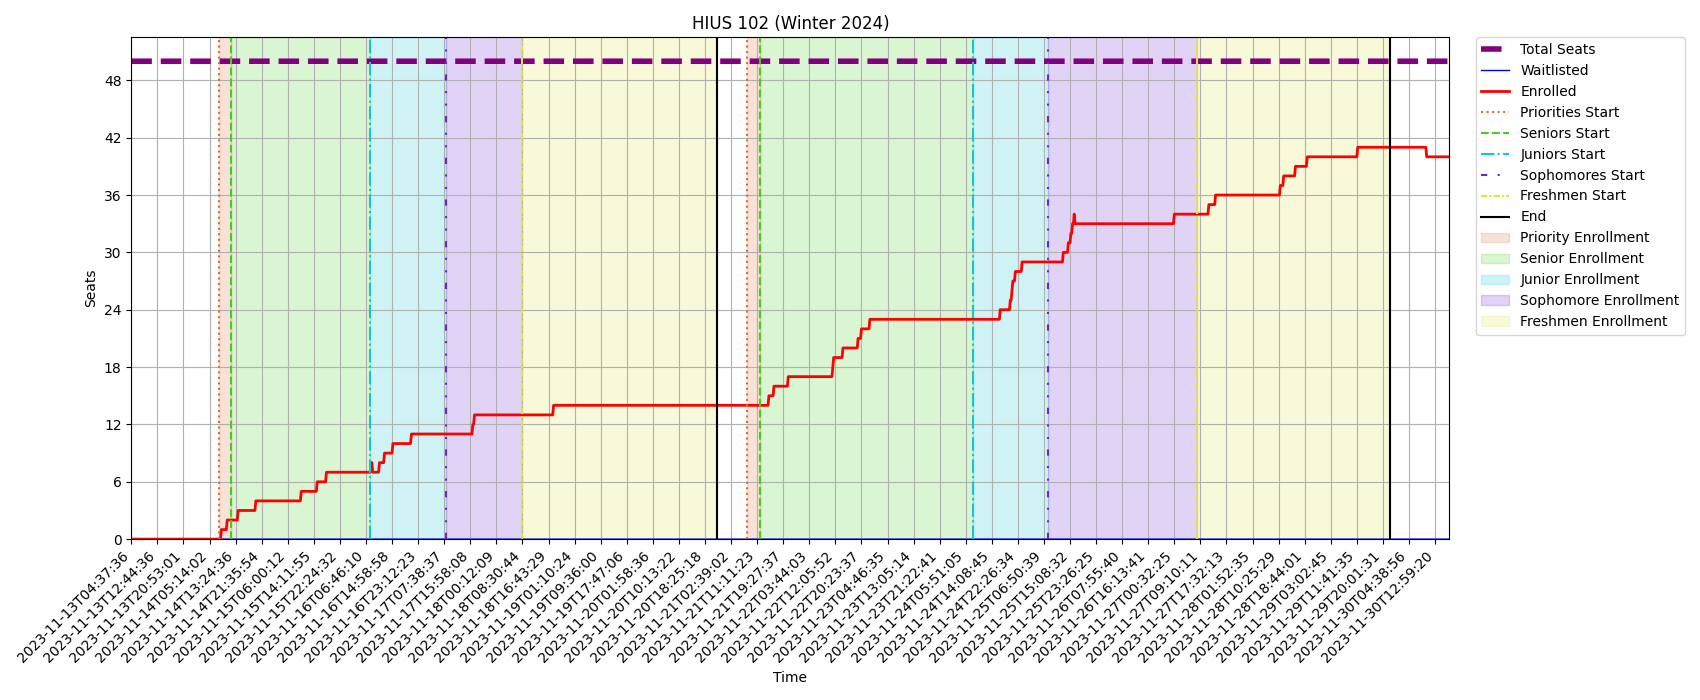 HIUS 102 (Winter 2024)
Seats
48
42
36
30
24
18
12
6
0
2023-11-13T04:37:36
2023-11-13T12:44:36
2023-11-13T20:53:01
2023-11-14T05:14:02
2023-11-14T13:24:36
2023-11-14T21:35:54
2023-11-15T06:00:12
2023-11-15T14:11:55
2023-11-15T22:24:32
2023-11-16T06:46:10
2023-11-16T14:58:58
2023-11-16T23:12:23
2023-11-17T07:38:37
2023-11-17T15:58:08
2023-11-18T00:12:09
2023-11-18T08:30:44
2023-11-18T16:43:29
2023-11-19T01:10:24
2023-11-19T09:36:00
2023-11-19T17:47:06
2023-11-20T01:58:36
2023-11-20T10:13:22
2023-11-20T18:25:18
2023-11-21T02:39:02
2023-11-21T11:11:23
2023-11-21T19:27:37
2023-11-22T03:44:03
2023-11-22T12:05:52
2023-11-22T20:23:37
2023-11-23T04:46:35
2023-11-23T13:05:14
2023-11-23T21:22:41
2023-11-24T05:51:05
2023-11-24T14:08:45
2023-11-24T22:26:34
2023-11-25T06:50:39
2023-11-25T15:08:32
2023-11-25T23:26:25
2023-11-26T07:55:40
2023-11-26T16:13:41
2023-11-27T00:32:25
2023-11-27T09:10:11
2023-11-27T17:32:13
2023-11-28T01:52:35
2023-11-28T10:25:29
2023-11-28T18:44:01
2023-11-29T03:02:45
2023-11-29T11:41:35
2023-11-29T20:01:31
2023-11-30T04:38:56
2023-11-30T12:59:20
Time
Total Seats
Waitlisted
Enrolled
Priorities Start
Seniors Start
Juniors Start
Sophomores Start
Freshmen Start
End
Priority Enrollment
Senior Enrollment
Junior Enrollment
Sophomore Enrollment
Freshmen Enrollment